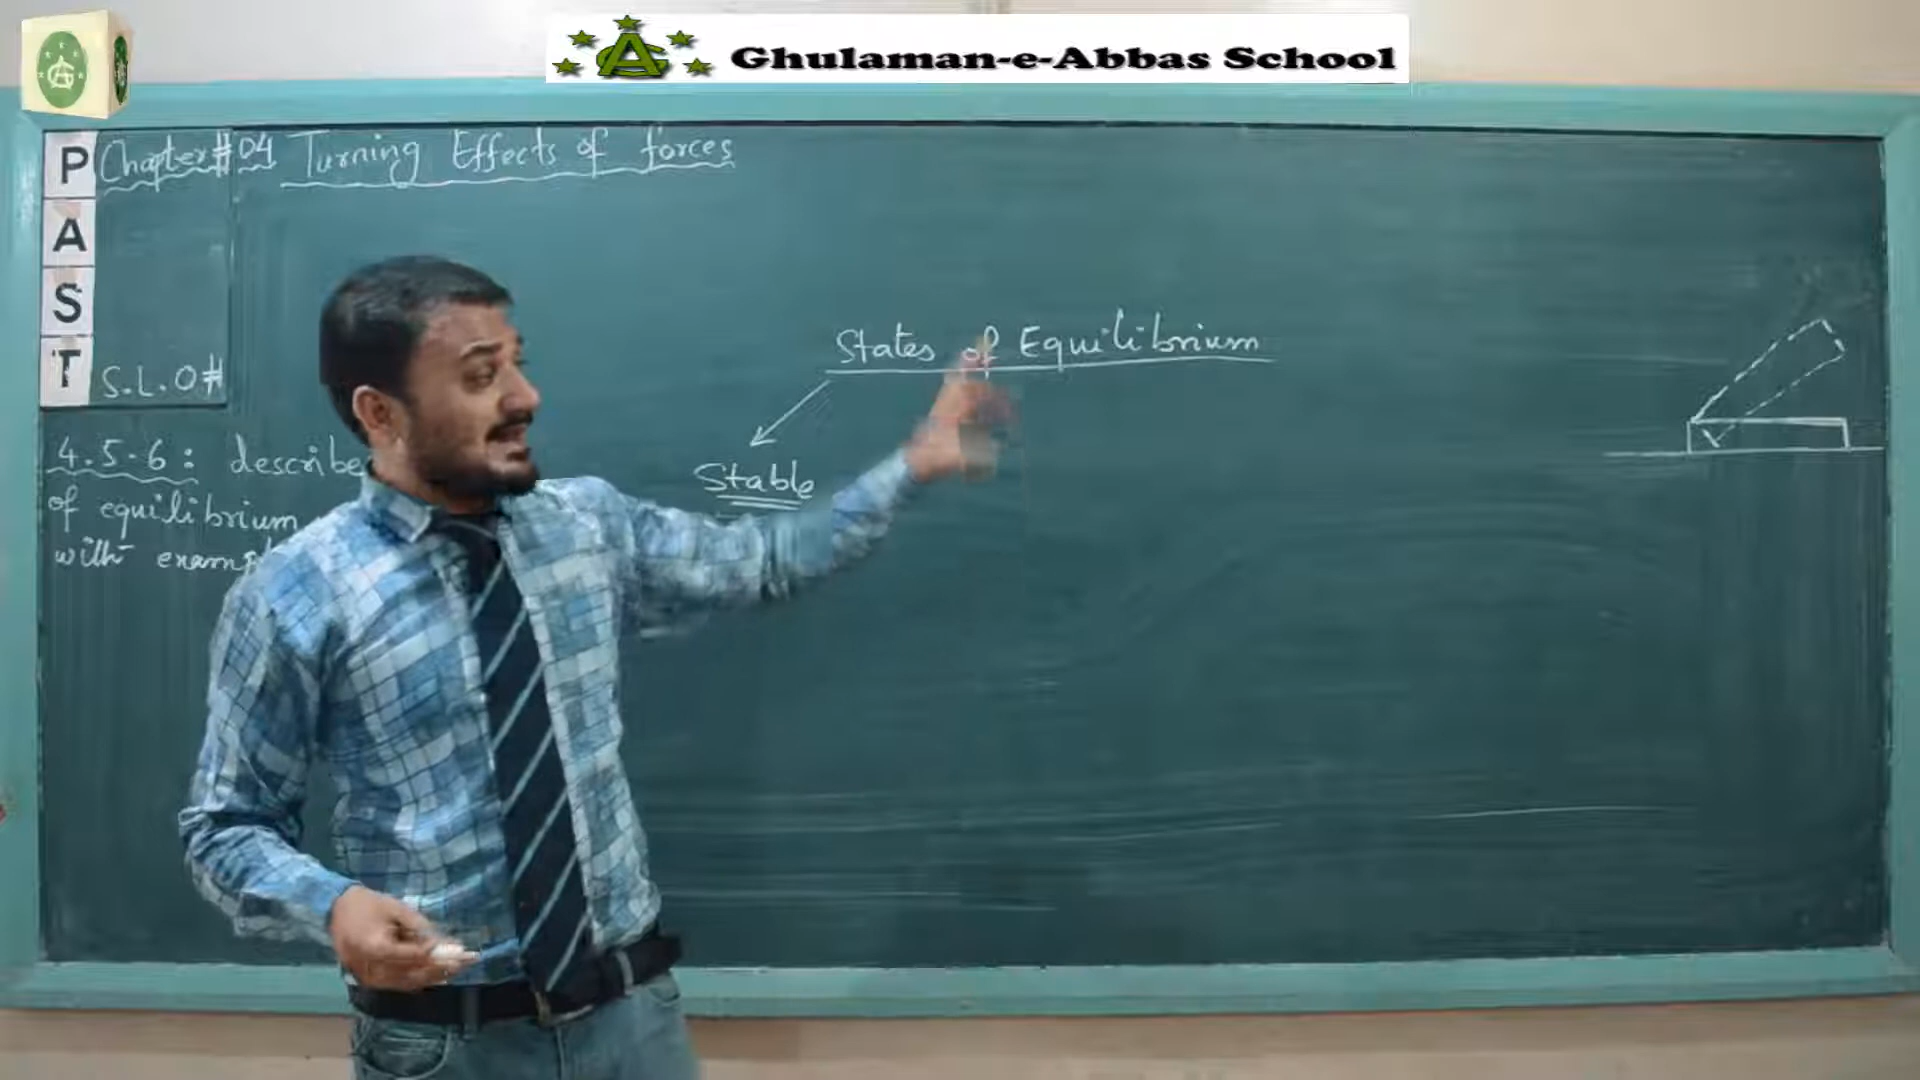 Ghulaman-e-Abbas School
P
A
S
T
Chapter# 04 Turning Effects of forces
S.L.O#
4.5.6: describe
of equilibrium
with
States of Equilibrium
Stable